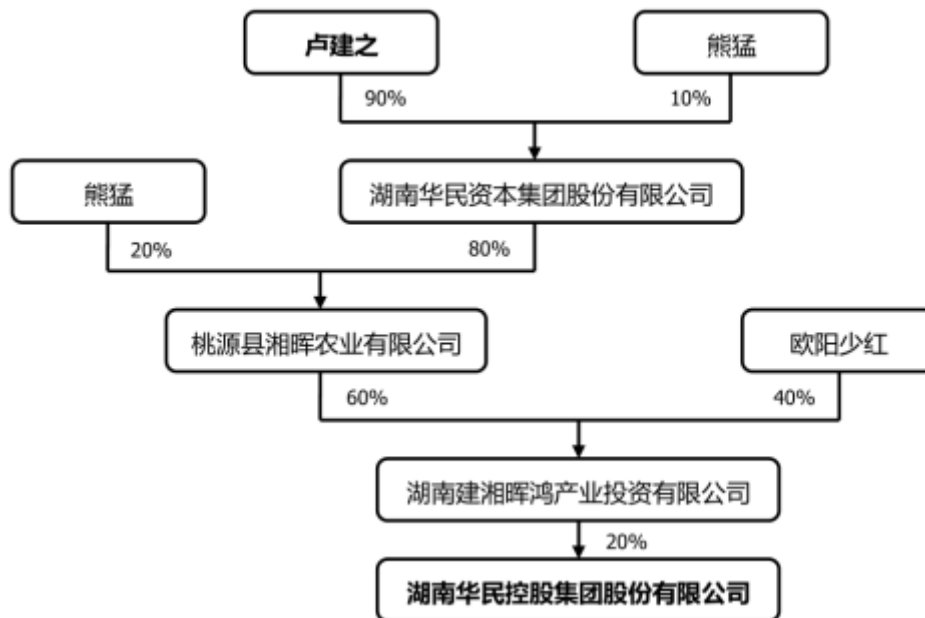 卢建之
熊猛
90%
10%
熊猛
湖南华民资本集团股份有限公司
20%
80%
桃源县湘晖农业有限公司
欧阳少红
60%
40%
湖南建湘晖鸿产业投资有限公司
20%
湖南华民控股集团股份有限公司